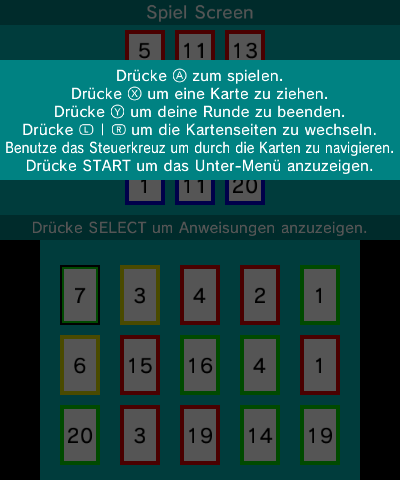 Spiel Screen
5 11 13
Drücke Ⓐ zum spielen.
Drücke Ⓧ um eine Karte zu ziehen.
Drücke Ⓨ um deine Runde zu beenden.
Drücke Ⓛ | Ⓡ um die Kartenseiten zu wechseln.
Benutze das Steuerkreuz um durch die Karten zu navigieren.
Drücke START um das Unter-Menü anzuzeigen.
1 11 20
Drücke SELECT um Anweisungen anzuzeigen.
7 3 4 2 1
6 15 16 4 1
20 3 19 14 19